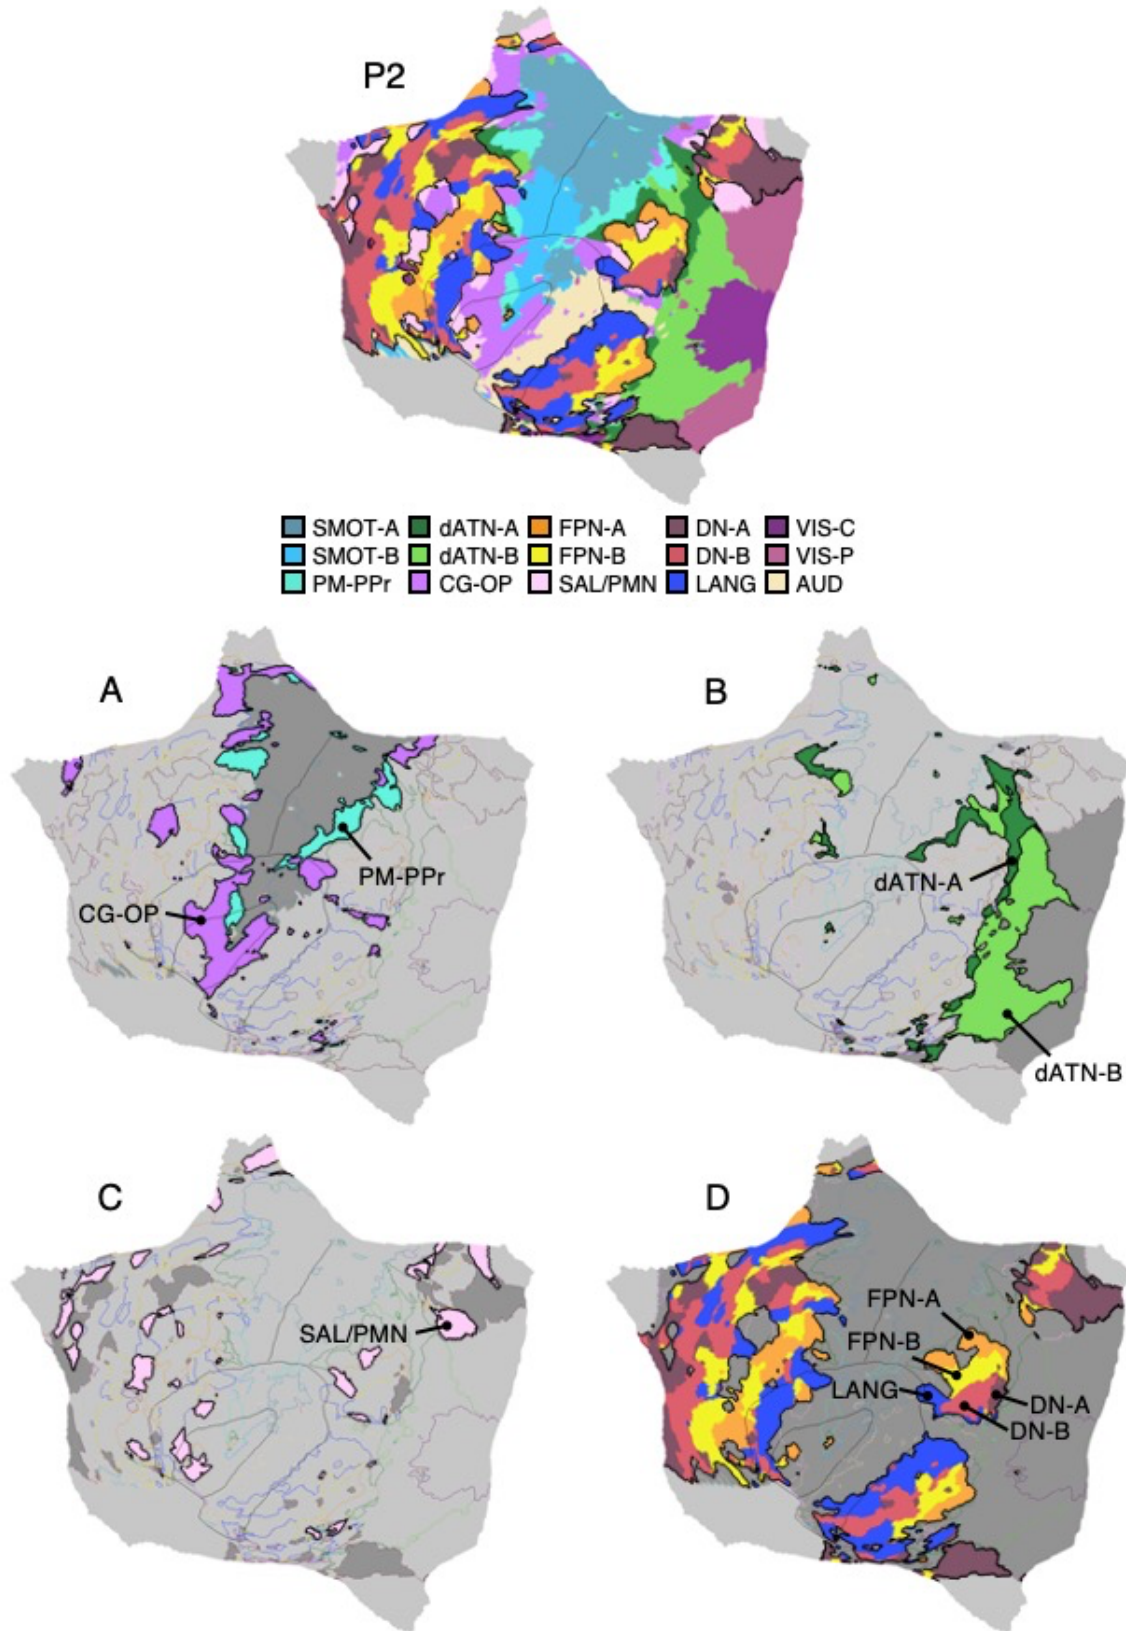 P2
SMOT-A dATN-A FPN-A DN-A VIS-C
SMOT-B dATN-B FPN-B DN-B VIS-P
PM-PPr CG-OP SAL/PMN LANG AUD
A
PM-PPr
CG-OP
B
dATN-A
dATN-B
C
SAL/PMN
D
FPN-A
FPN-B
LANG
DN-A
DN-B